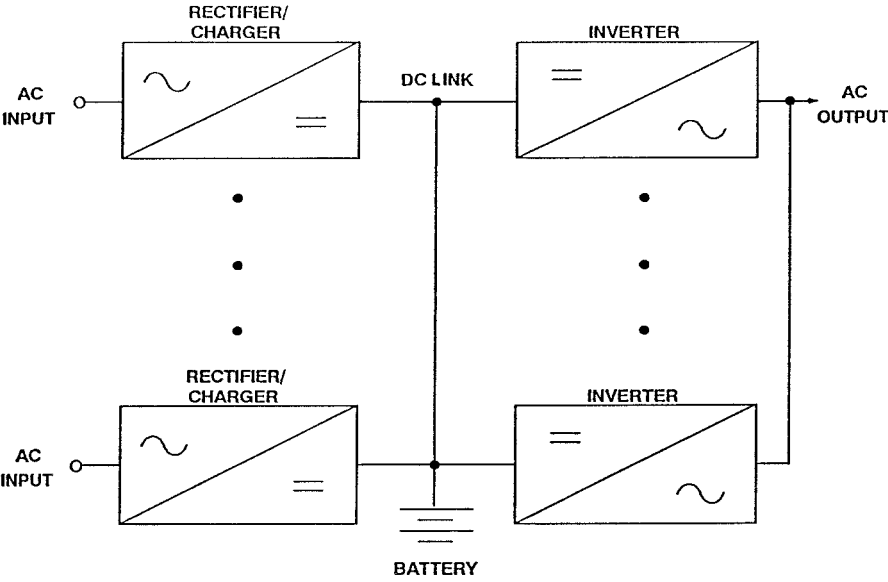 RECTIFIER/
CHARGER
INVERTER
AC
INPUT
DC LINK
AC
OUTPUT
RECTIFIER/
CHARGER
INVERTER
AC
INPUT
BATTERY